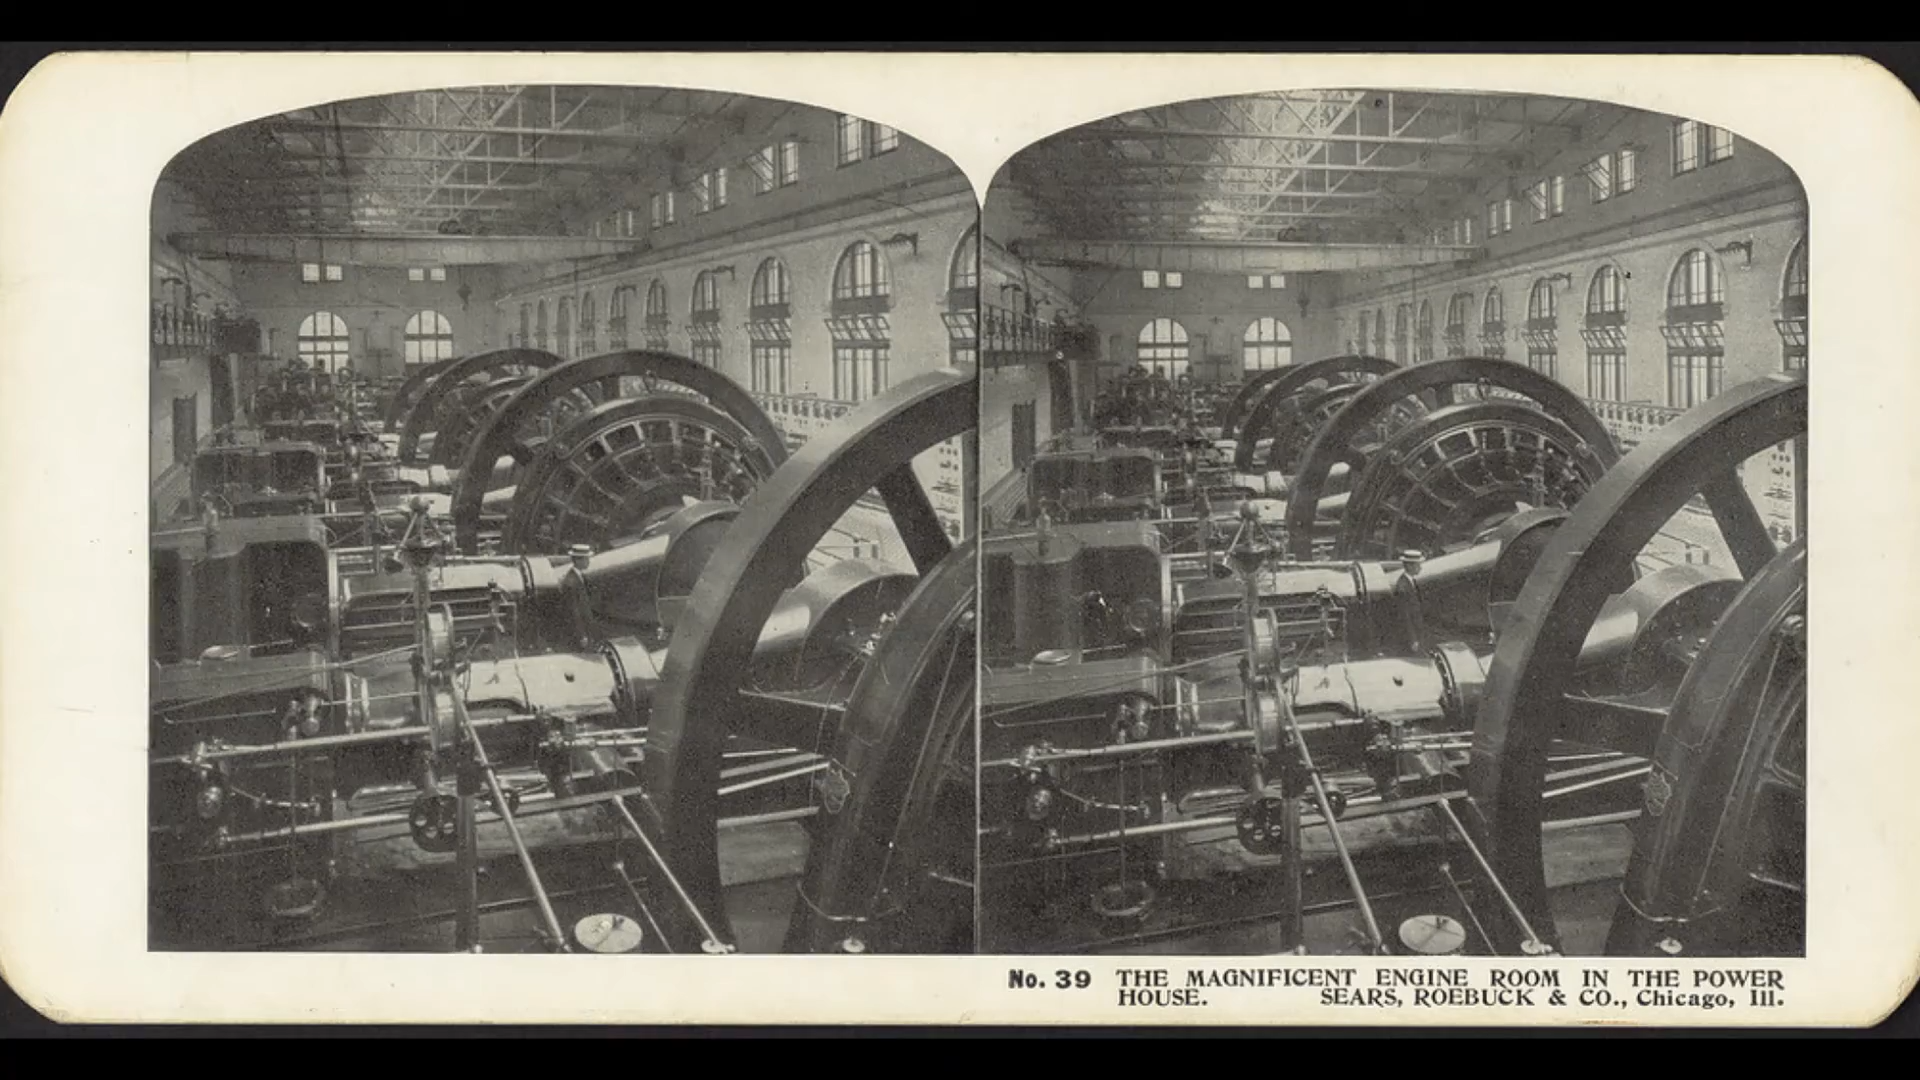 No. 39 THE MAGNIFICENT ENGINE ROOM IN THE POWER
HOUSE. SEARS, ROEBUCK & CO., Chicago, Ill.